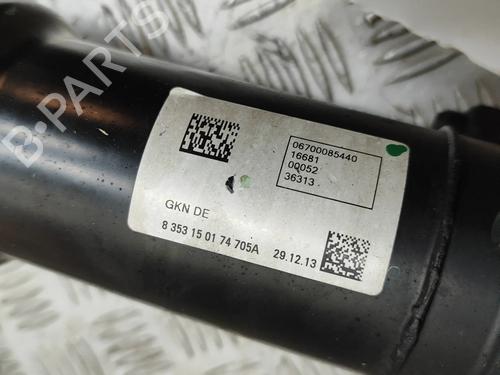 B-PARTS
06700085440
16681
00052
36313
GKN DE
8 353 15 01 74 705A 29.12.13